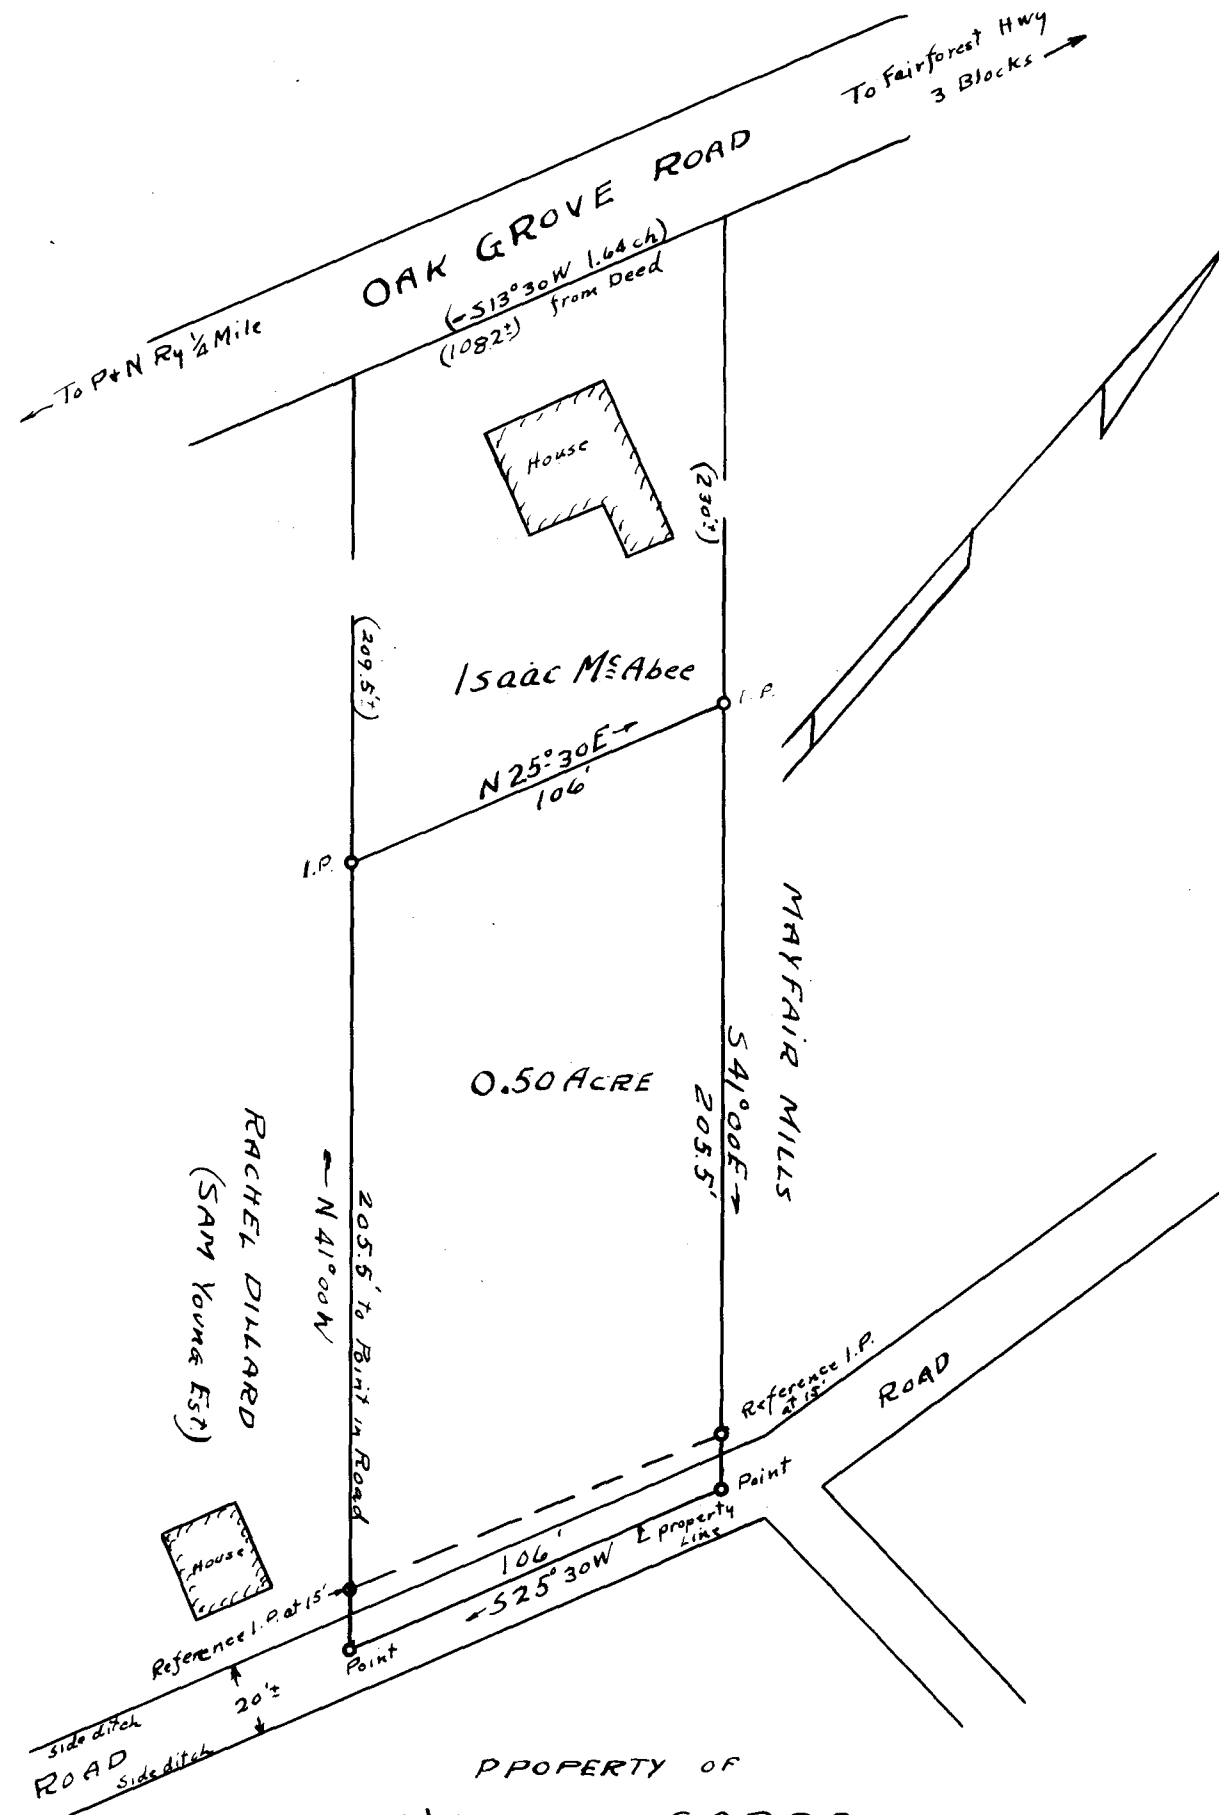 To Fairforest Hwy
3 Blocks
OAK GROVE ROAD
(-S13°30W 1.64ch)
(108.2±) from Deed
←To P+N Ry ¼ Mile
House
(230'±)
(209.5'±)
Isaac McAbee
I.P.
N25°30E→
106'
I.P.
MAYFAIR MILLS
S41°00E→
205.5'
0.50 ACRE
RACHEL DILLARD
(SAM YOUNG EST.)
←N41°00W
205.5' to Point in Road
Reference I.P.
at 15'
ROAD
Point
Property
Line
106'
←S25°30W
House
Reference I.P. at 15'
Point
20'±
side ditch
ROAD
Side ditch
PPOPERTY OF